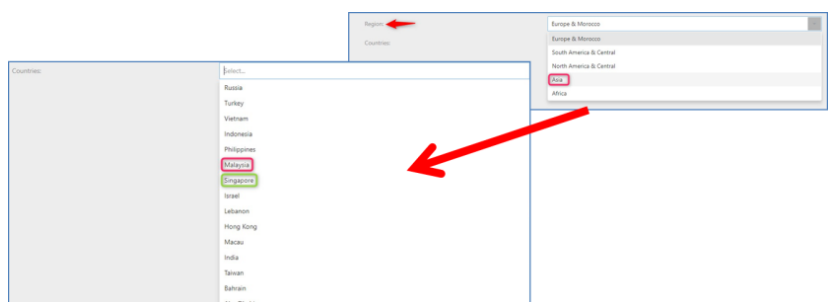 Region:
Europe & Morocco
Europe & Morocco
Countries:
South America & Central
North America & Central
Asia
Africa
Countries:
Select...
Russia
Turkey
Vietnam
Indonesia
Philippines
Malaysia
Singapore
Israel
Lebanon
Hong Kong
Macau
India
Taiwan
Bahrain